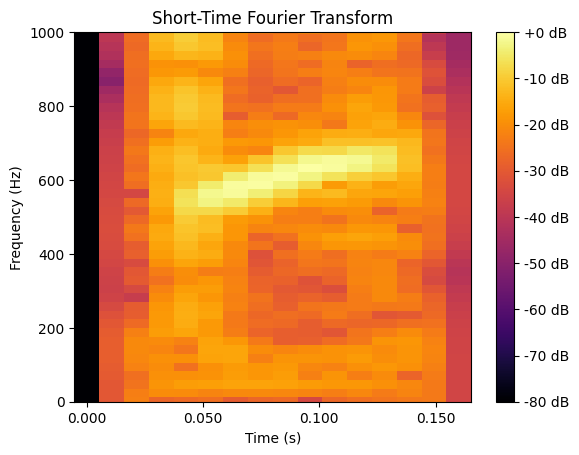 Short-Time Fourier Transform
1000
800
600
400
200
0
Frequency (Hz)
0.000
0.050
0.100
0.150
Time (s)
+0 dB
-10 dB
-20 dB
-30 dB
-40 dB
-50 dB
-60 dB
-70 dB
-80 dB